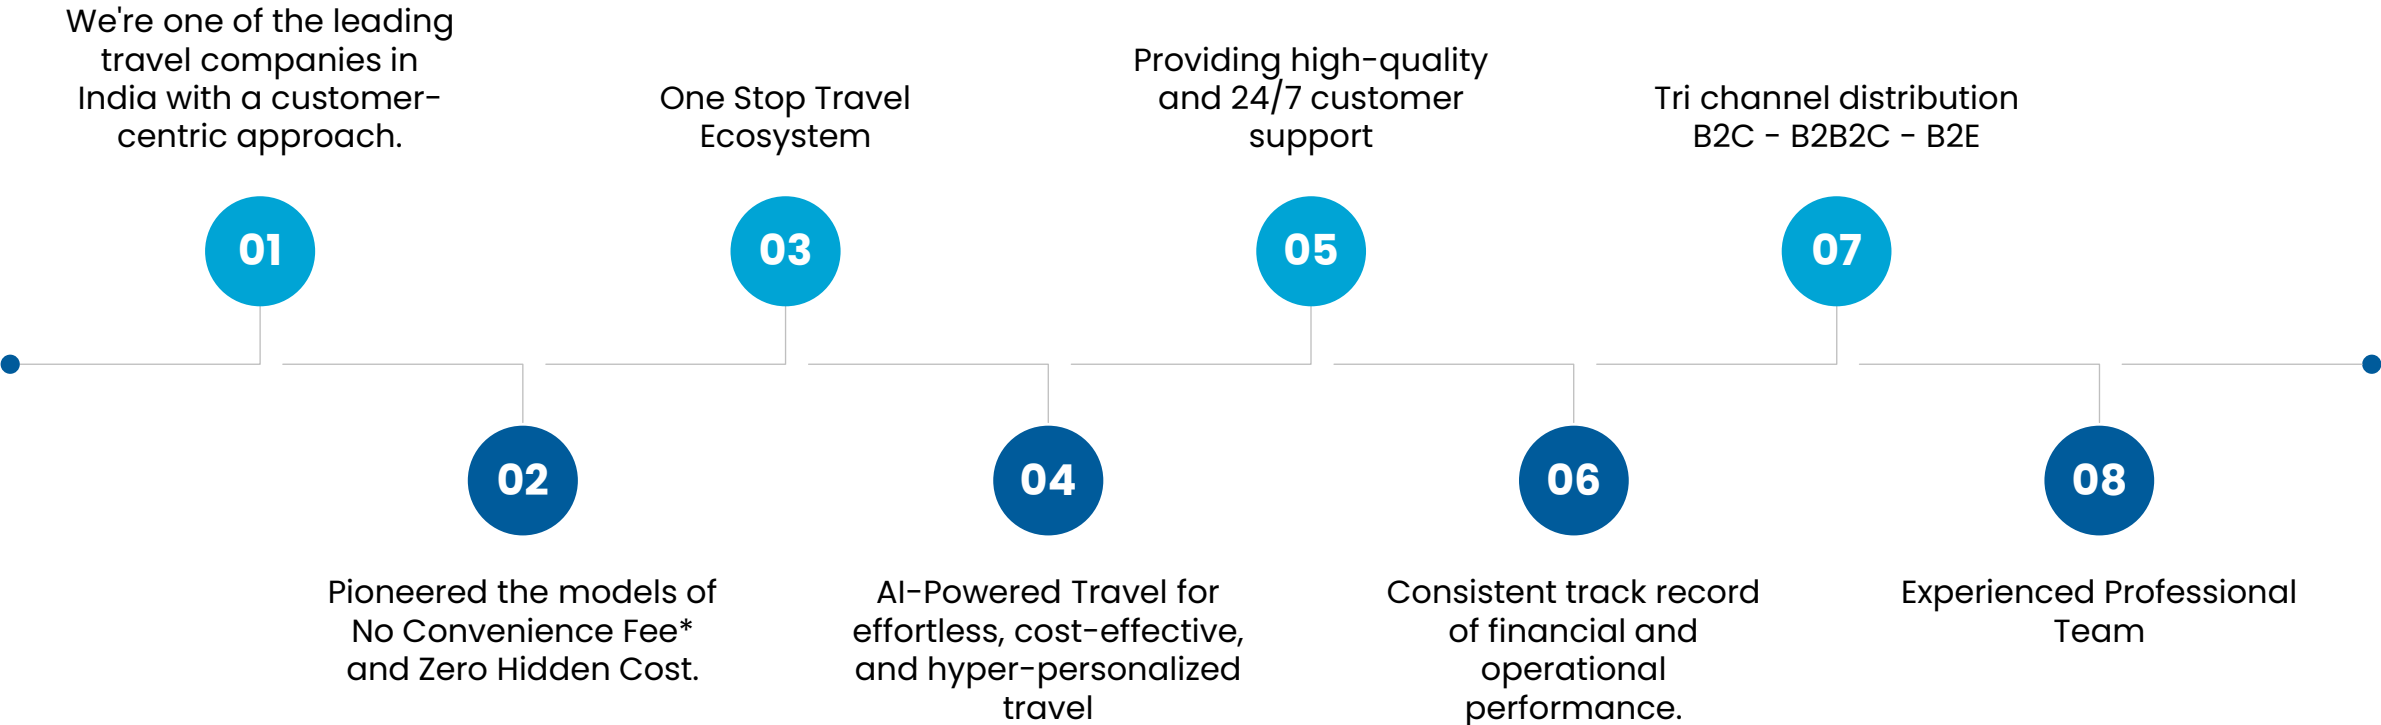 We're one of the leading
travel companies in
India with a customer-
centric approach.
01
Pioneered the models of
No Convenience Fee*
and Zero Hidden Cost.
02
One Stop Travel
Ecosystem
03
AI-Powered Travel for
effortless, cost-effective,
and hyper-personalized
travel
04
Providing high-quality
and 24/7 customer
support
05
Consistent track record
of financial and
operational
performance.
06
Tri channel distribution
B2C - B2B2C - B2E
07
Experienced Professional
Team
08